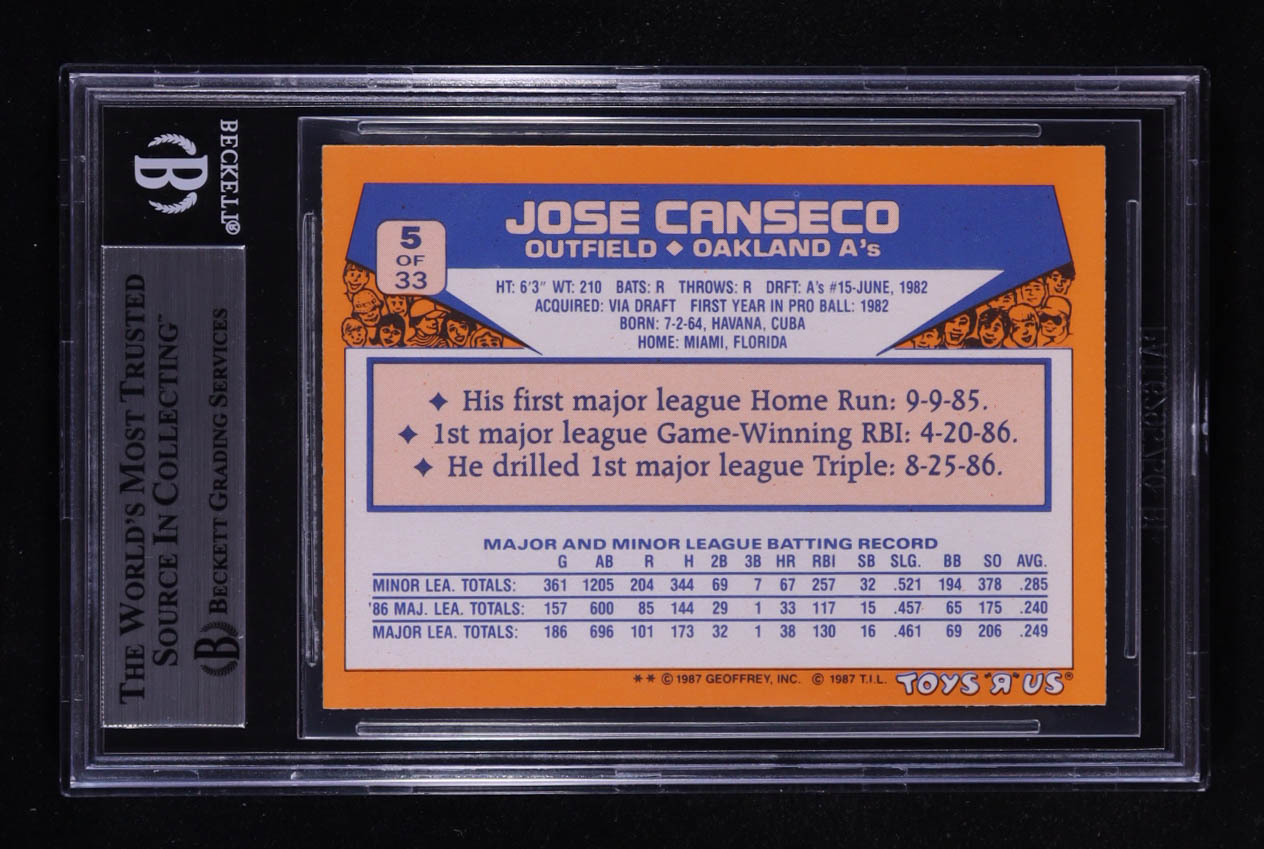 BECKETT®
B
THE WORLD'S MOST TRUSTED
SOURCE IN COLLECTING™
B BECKETT GRADING SERVICES
5
OF
33
JOSE CANSECO
OUTFIELD ◆ OAKLAND A's
HT: 6'3" WT: 210 BATS: R THROWS: R DRFT: A's #15-JUNE, 1982
ACQUIRED: VIA DRAFT FIRST YEAR IN PRO BALL: 1982
BORN: 7-2-64, HAVANA, CUBA
HOME: MIAMI, FLORIDA
✦ His first major league Home Run: 9-9-85.
✦ 1st major league Game-Winning RBI: 4-20-86.
✦ He drilled 1st major league Triple: 8-25-86.
MAJOR AND MINOR LEAGUE BATTING RECORD
G AB R H 2B 3B HR RBI SB SLG. BB SO AVG.
MINOR LEA. TOTALS: 361 1205 204 344 69 7 67 257 32 .521 194 378 .285
'86 MAJ. LEA. TOTALS: 157 600 85 144 29 1 33 117 15 .457 65 175 .240
MAJOR LEA. TOTALS: 186 696 101 173 32 1 38 130 16 .461 69 206 .249
** © 1987 GEOFFREY, INC. © 1987 T.I.L. TOYS "Я" US®